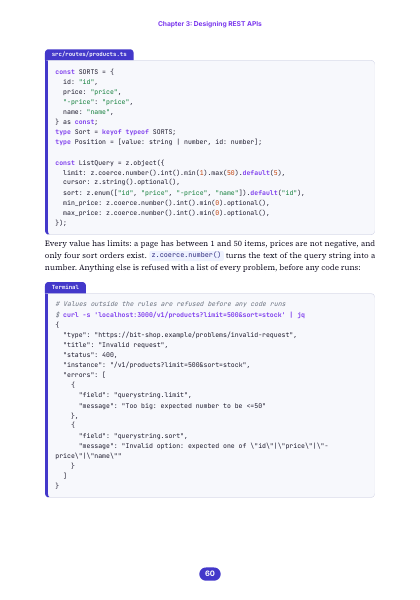 Chapter 3: Designing REST APIs
src/routes/products.ts
const SORTS = {
  id: "id",
  price: "price",
  "-price": "price",
  name: "name",
} as const;
type Sort = keyof typeof SORTS;
type Position = [value: string | number, id: number];

const ListQuery = z.object({
  limit: z.coerce.number().int().min(1).max(50).default(5),
  cursor: z.string().optional(),
  sort: z.enum(["id", "price", "-price", "name"]).default("id"),
  min_price: z.coerce.number().int().min(0).optional(),
  max_price: z.coerce.number().int().min(0).optional(),
});
Every value has limits: a page has between 1 and 50 items, prices are not negative, and
only four sort orders exist. z.coerce.number() turns the text of the query string into a
number. Anything else is refused with a list of every problem, before any code runs:
Terminal
# Values outside the rules are refused before any code runs
$ curl -s 'localhost:3000/v1/products?limit=500&sort=stock' | jq
{
  "type": "https://bit-shop.example/problems/invalid-request",
  "title": "Invalid request",
  "status": 400,
  "instance": "/v1/products?limit=500&sort=stock",
  "errors": [
    {
      "field": "querystring.limit",
      "message": "Too big: expected number to be <=50"
    },
    {
      "field": "querystring.sort",
      "message": "Invalid option: expected one of \"id\"|\"price\"|\"-
price\"|\"name\""
    }
  ]
}
60